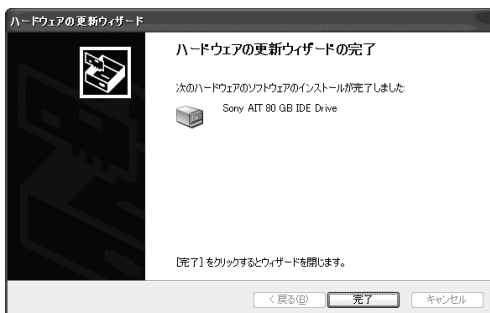 ハードウェアの更新ウィザード
ハードウェアの更新ウィザードの完了
次のハードウェアのソフトウェアのインストールが完了しました:
Sony AIT 80 GB IDE Drive
[完了] をクリックするとウィザードを閉じます。
< 戻る(B)
完了
キャンセル